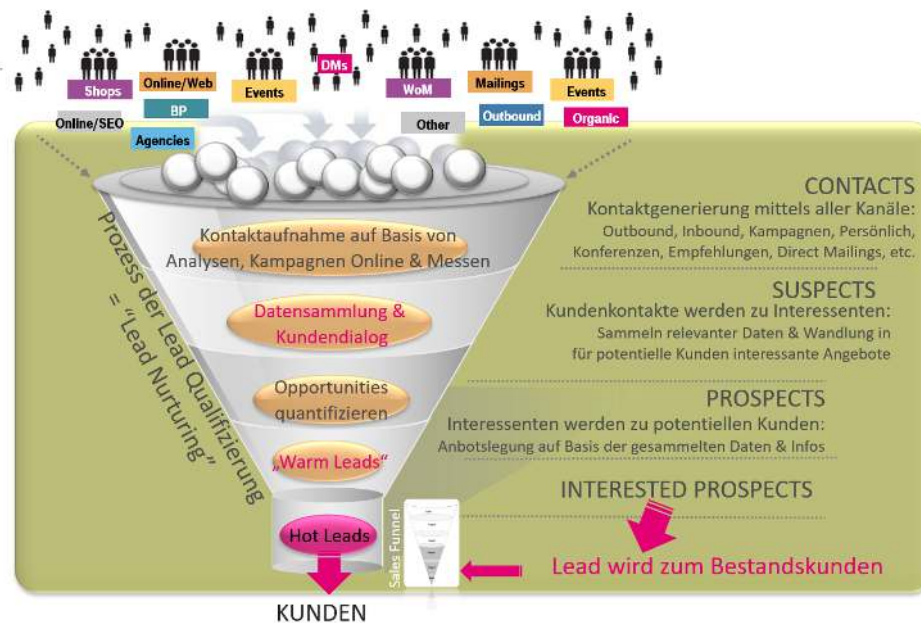 DMs
Shops
Online/Web
Events
WoM
Mailings
Events
BP
Online/SEO
Agencies
Other
Outbound
Organic
Prozess der Lead Qualifizierung
= "Lead Nurturing"
Kontaktaufnahme auf Basis von
Analysen, Kampagnen Online & Messen
Datensammlung &
Kundendialog
Opportunities
quantifizieren
„Warm Leads“
Hot Leads
KUNDEN
CONTACTS
Kontaktgenerierung mittels aller Kanäle:
Outbound, Inbound, Kampagnen, Persönlich,
Konferenzen, Empfehlungen, Direct Mailings, etc.
SUSPECTS
Kundenkontakte werden zu Interessenten:
Sammeln relevanter Daten & Wandlung in
für potentielle Kunden interessante Angebote
PROSPECTS
Interessenten werden zu potentiellen Kunden:
Anbotslegung auf Basis der gesammelten Daten & Infos
INTERESTED PROSPECTS
Sales Funnel
Lead wird zum Bestandskunden